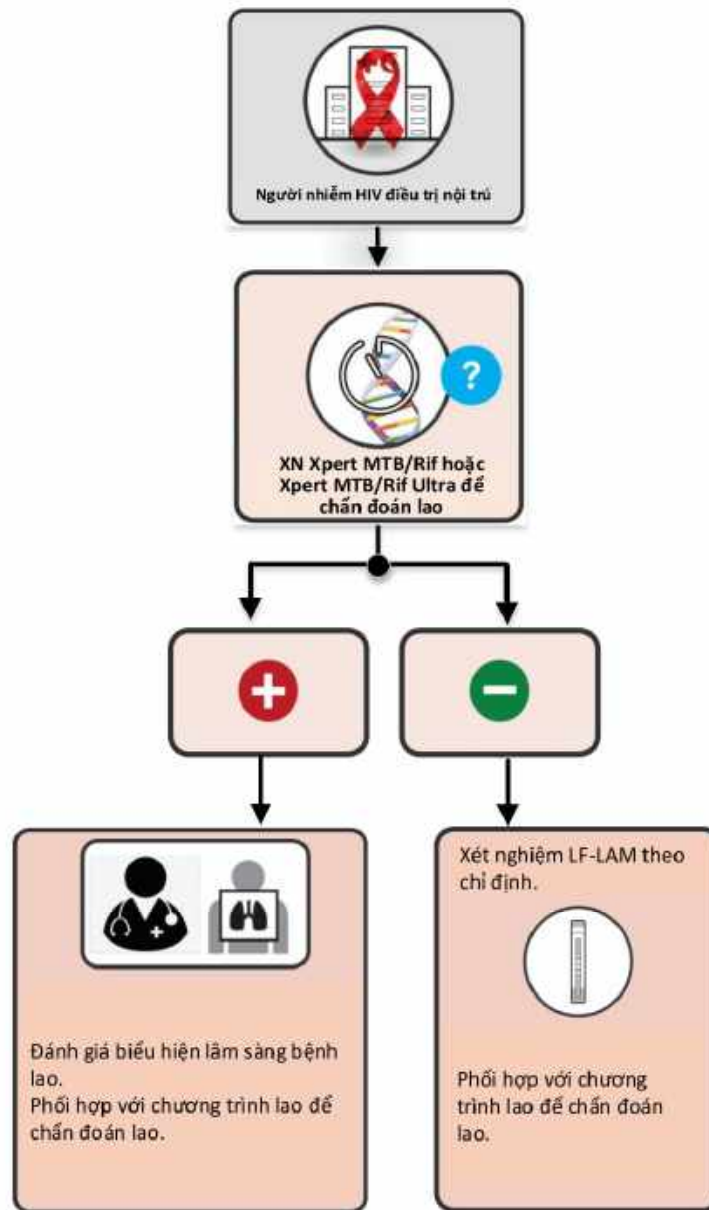 Người nhiễm HIV điều trị nội trú
?
XN Xpert MTB/Rif hoặc
Xpert MTB/Rif Ultra để
chẩn đoán lao
Đánh giá biểu hiện lâm sàng bệnh
lao.
Phối hợp với chương trình lao để
chẩn đoán lao.
Xét nghiệm LF-LAM theo
chỉ định.
Phối hợp với chương
trình lao để chẩn đoán
lao.